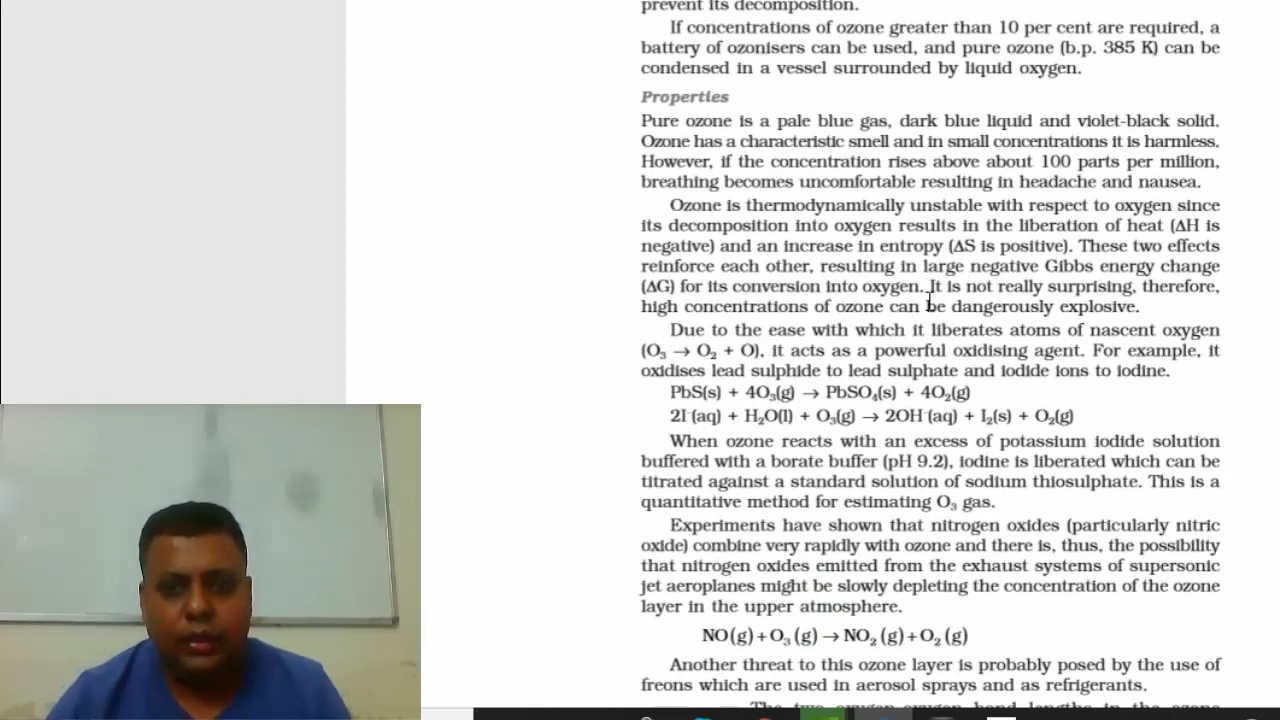 prevent its decomposition.
If concentrations of ozone greater than 10 per cent are required, a
battery of ozonisers can be used, and pure ozone (b.p. 385 K) can be
condensed in a vessel surrounded by liquid oxygen.
Properties
Pure ozone is a pale blue gas, dark blue liquid and violet-black solid.
Ozone has a characteristic smell and in small concentrations it is harmless.
However, if the concentration rises above about 100 parts per million,
breathing becomes uncomfortable resulting in headache and nausea.
Ozone is thermodynamically unstable with respect to oxygen since
its decomposition into oxygen results in the liberation of heat (ΔH is
negative) and an increase in entropy (ΔS is positive). These two effects
reinforce each other, resulting in large negative Gibbs energy change
(ΔG) for its conversion into oxygen. It is not really surprising, therefore,
high concentrations of ozone can be dangerously explosive.
Due to the ease with which it liberates atoms of nascent oxygen
(O₃ → O₂ + O), it acts as a powerful oxidising agent. For example, it
oxidises lead sulphide to lead sulphate and iodide ions to iodine.
PbS(s) + 4O₃(g) → PbSO₄(s) + 4O₂(g)
2I⁻(aq) + H₂O(l) + O₃(g) → 2OH⁻(aq) + I₂(s) + O₂(g)
When ozone reacts with an excess of potassium iodide solution
buffered with a borate buffer (pH 9.2), iodine is liberated which can be
titrated against a standard solution of sodium thiosulphate. This is a
quantitative method for estimating O₃ gas.
Experiments have shown that nitrogen oxides (particularly nitric
oxide) combine very rapidly with ozone and there is, thus, the possibility
that nitrogen oxides emitted from the exhaust systems of supersonic
jet aeroplanes might be slowly depleting the concentration of the ozone
layer in the upper atmosphere.
NO(g)+O₃(g)→NO₂(g)+O₂(g)
Another threat to this ozone layer is probably posed by the use of
freons which are used in aerosol sprays and as refrigerants.